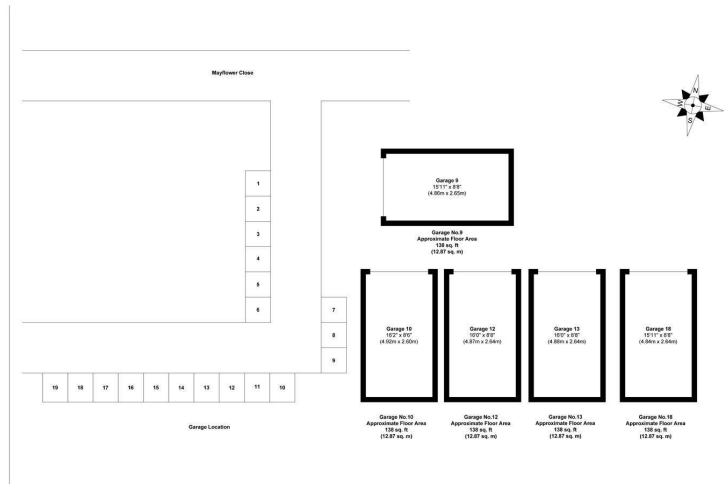 Mayflower Close
N
W
E
S
1
2
3
4
5
6
7
8
9
19 18 17 16 15 14 13 12 11 10
Garage Location
Garage 9
15'11" x 8'8"
(4.86m x 2.65m)
Garage No.9
Approximate Floor Area
138 sq. ft
(12.87 sq. m)
Garage 10
16'2" x 8'6"
(4.92m x 2.60m)
Garage 12
16'0" x 8'8"
(4.87m x 2.64m)
Garage 13
16'0" x 8'8"
(4.88m x 2.64m)
Garage 18
15'11" x 8'8"
(4.84m x 2.64m)
Garage No.10
Approximate Floor Area
138 sq. ft
(12.87 sq. m)
Garage No.12
Approximate Floor Area
138 sq. ft
(12.87 sq. m)
Garage No.13
Approximate Floor Area
138 sq. ft
(12.87 sq. m)
Garage No.18
Approximate Floor Area
138 sq. ft
(12.87 sq. m)